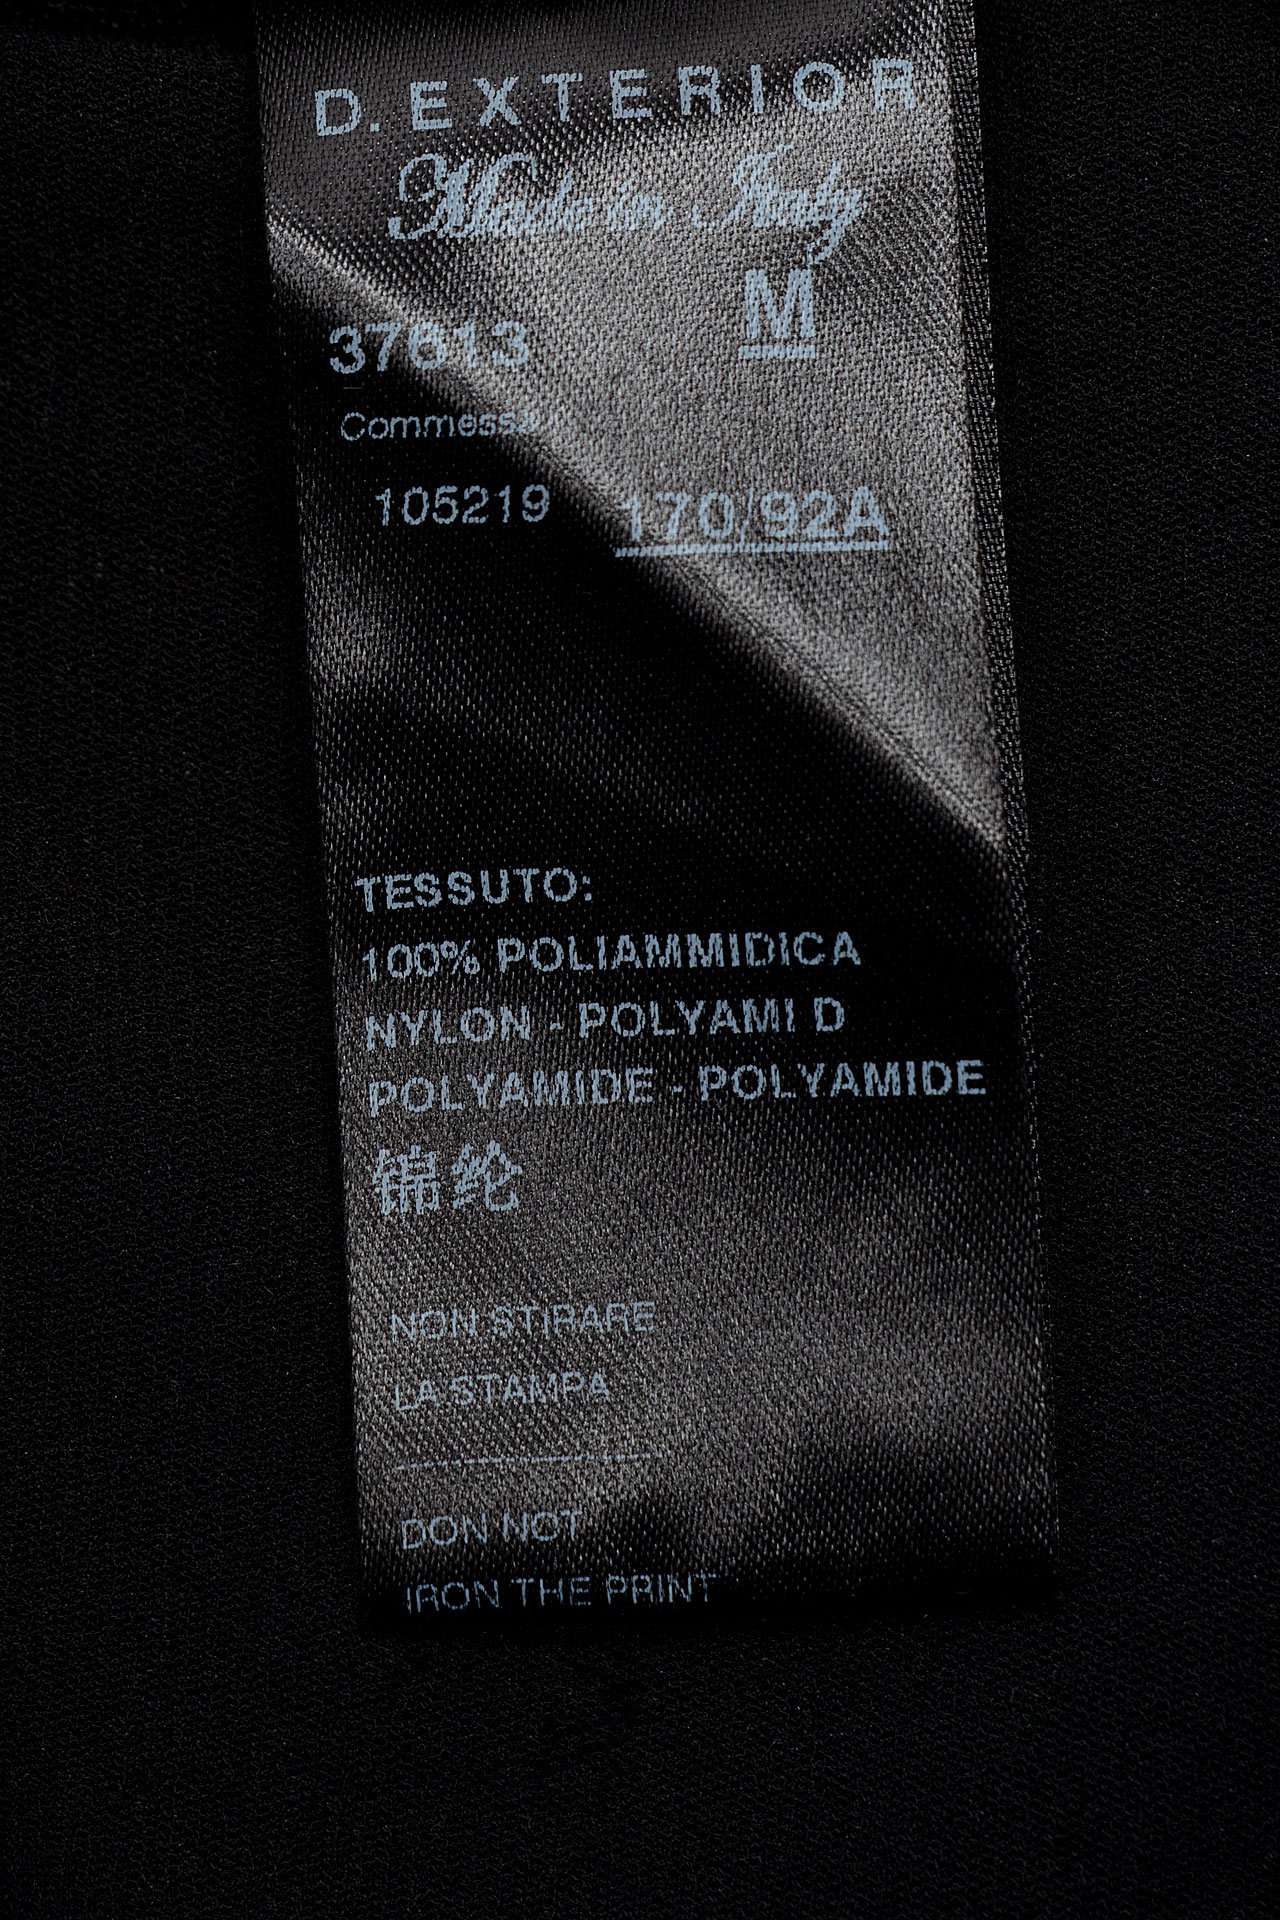 D. EXTERIOR
Made in Italy
M
37613
Commessa
105219 170/92A
TESSUTO:
100% POLIAMMIDICA
NYLON - POLYAMI D
POLYAMIDE - POLYAMIDE
锦纶
NON STIRARE
LA STAMPA
DON NOT
IRON THE PRINT